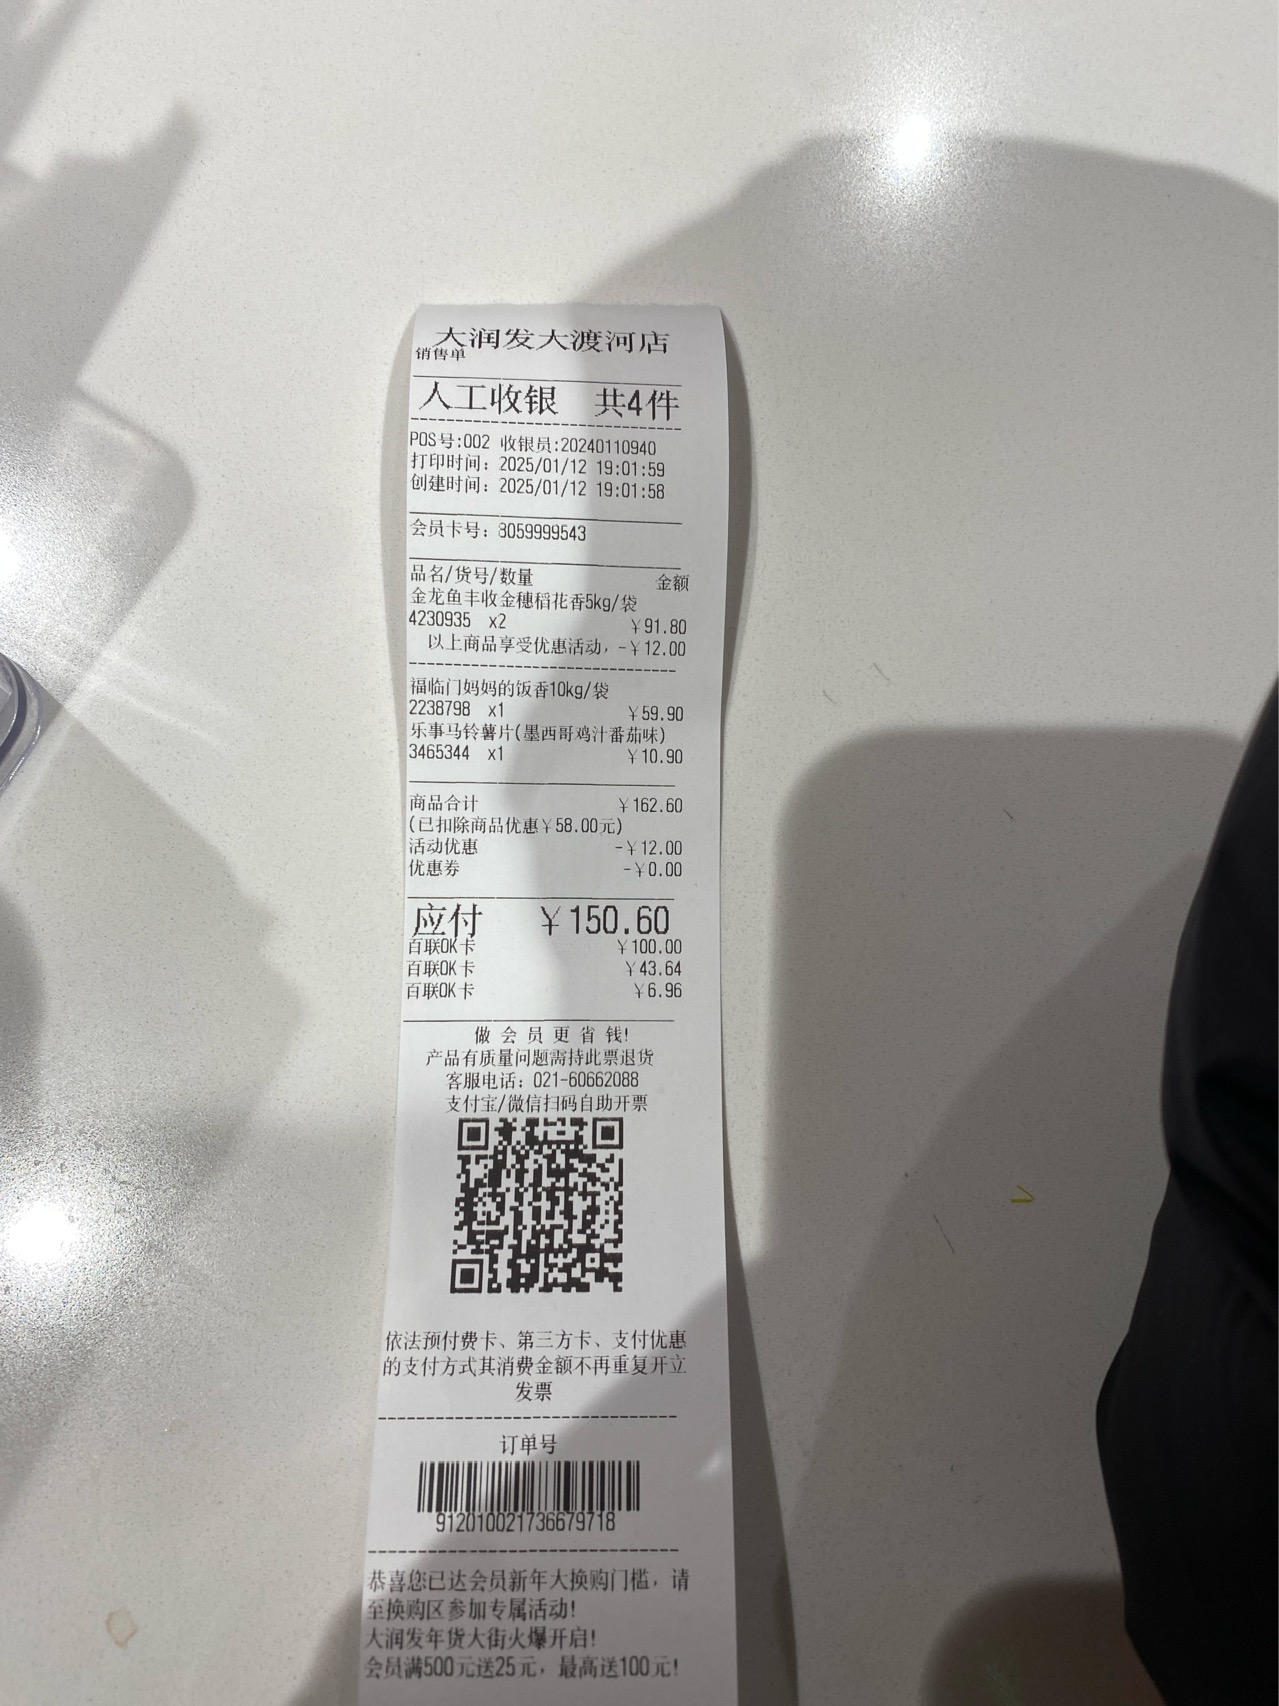 大润发大渡河店
销售单
人工收银 共4件
POS号:002 收银员:20240110940
打印时间: 2025/01/12 19:01:59
创建时间: 2025/01/12 19:01:58
会员卡号: 8059999543
品名/货号/数量 金额
金龙鱼丰收金穗稻花香5kg/袋
4230935 x2 ￥91.80
以上商品享受优惠活动, -￥12.00
福临门妈妈的饭香10kg/袋
2238798 x1 ￥59.90
乐事马铃薯片(墨西哥鸡汁番茄味)
3465344 x1 ￥10.90
商品合计 ￥162.60
(已扣除商品优惠￥58.00元)
活动优惠 -￥12.00
优惠券 -￥0.00
应付 ￥150.60
百联OK卡 ￥100.00
百联OK卡 ￥43.64
百联OK卡 ￥6.96
做会员更省钱!
产品有质量问题需持此票退货
客服电话: 021-60662088
支付宝/微信扫码自助开票
依法预付费卡、第三方卡、支付优惠
的支付方式其消费金额不再重复开立
发票
订单号
912010021736679718
恭喜您已达会员新年大换购门槛, 请
至换购区参加专属活动!
大润发年货大街火爆开启!
会员满500元送25元, 最高送100元!